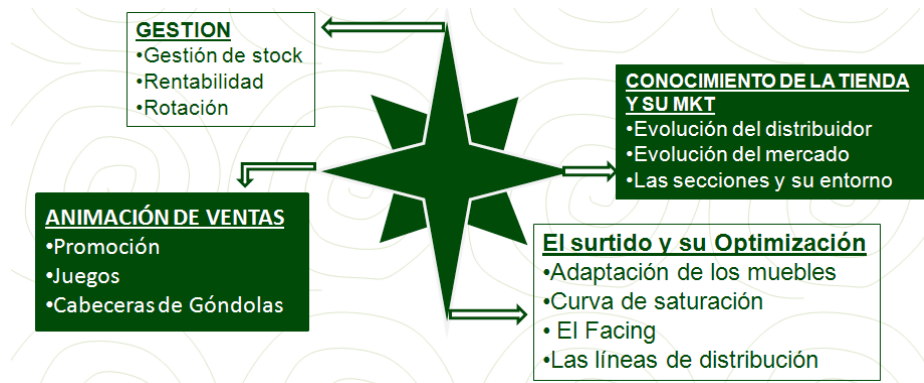 GESTION
•Gestión de stock
•Rentabilidad
•Rotación
CONOCIMIENTO DE LA TIENDA
Y SU MKT
•Evolución del distribuidor
•Evolución del mercado
•Las secciones y su entorno
ANIMACIÓN DE VENTAS
•Promoción
•Juegos
•Cabeceras de Góndolas
El surtido y su Optimización
•Adaptación de los muebles
•Curva de saturación
• El Facing
•Las líneas de distribución